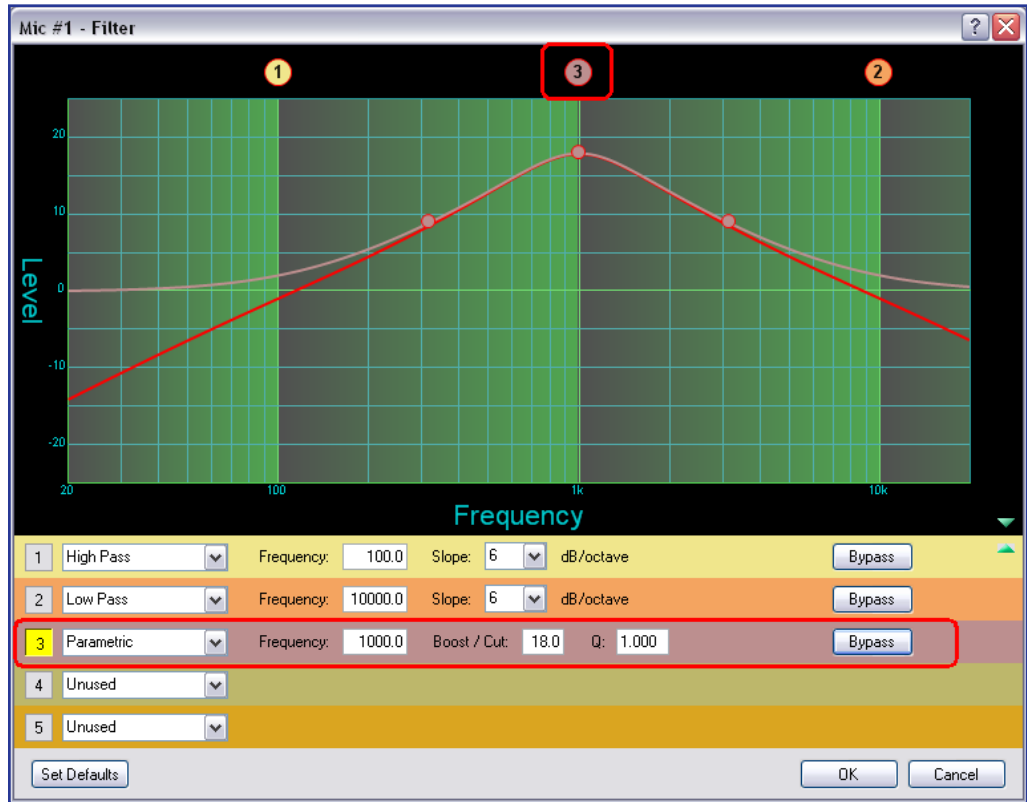 Mic #1 - Filter
?
1
3
2
20
10
0
-10
-20
Level
20
100
1k
10k
Frequency
1 High Pass Frequency: 100.0 Slope: 6 dB/octave Bypass
2 Low Pass Frequency: 10000.0 Slope: 6 dB/octave Bypass
3 Parametric Frequency: 1000.0 Boost / Cut: 18.0 Q: 1.000 Bypass
4 Unused
5 Unused
Set Defaults OK Cancel